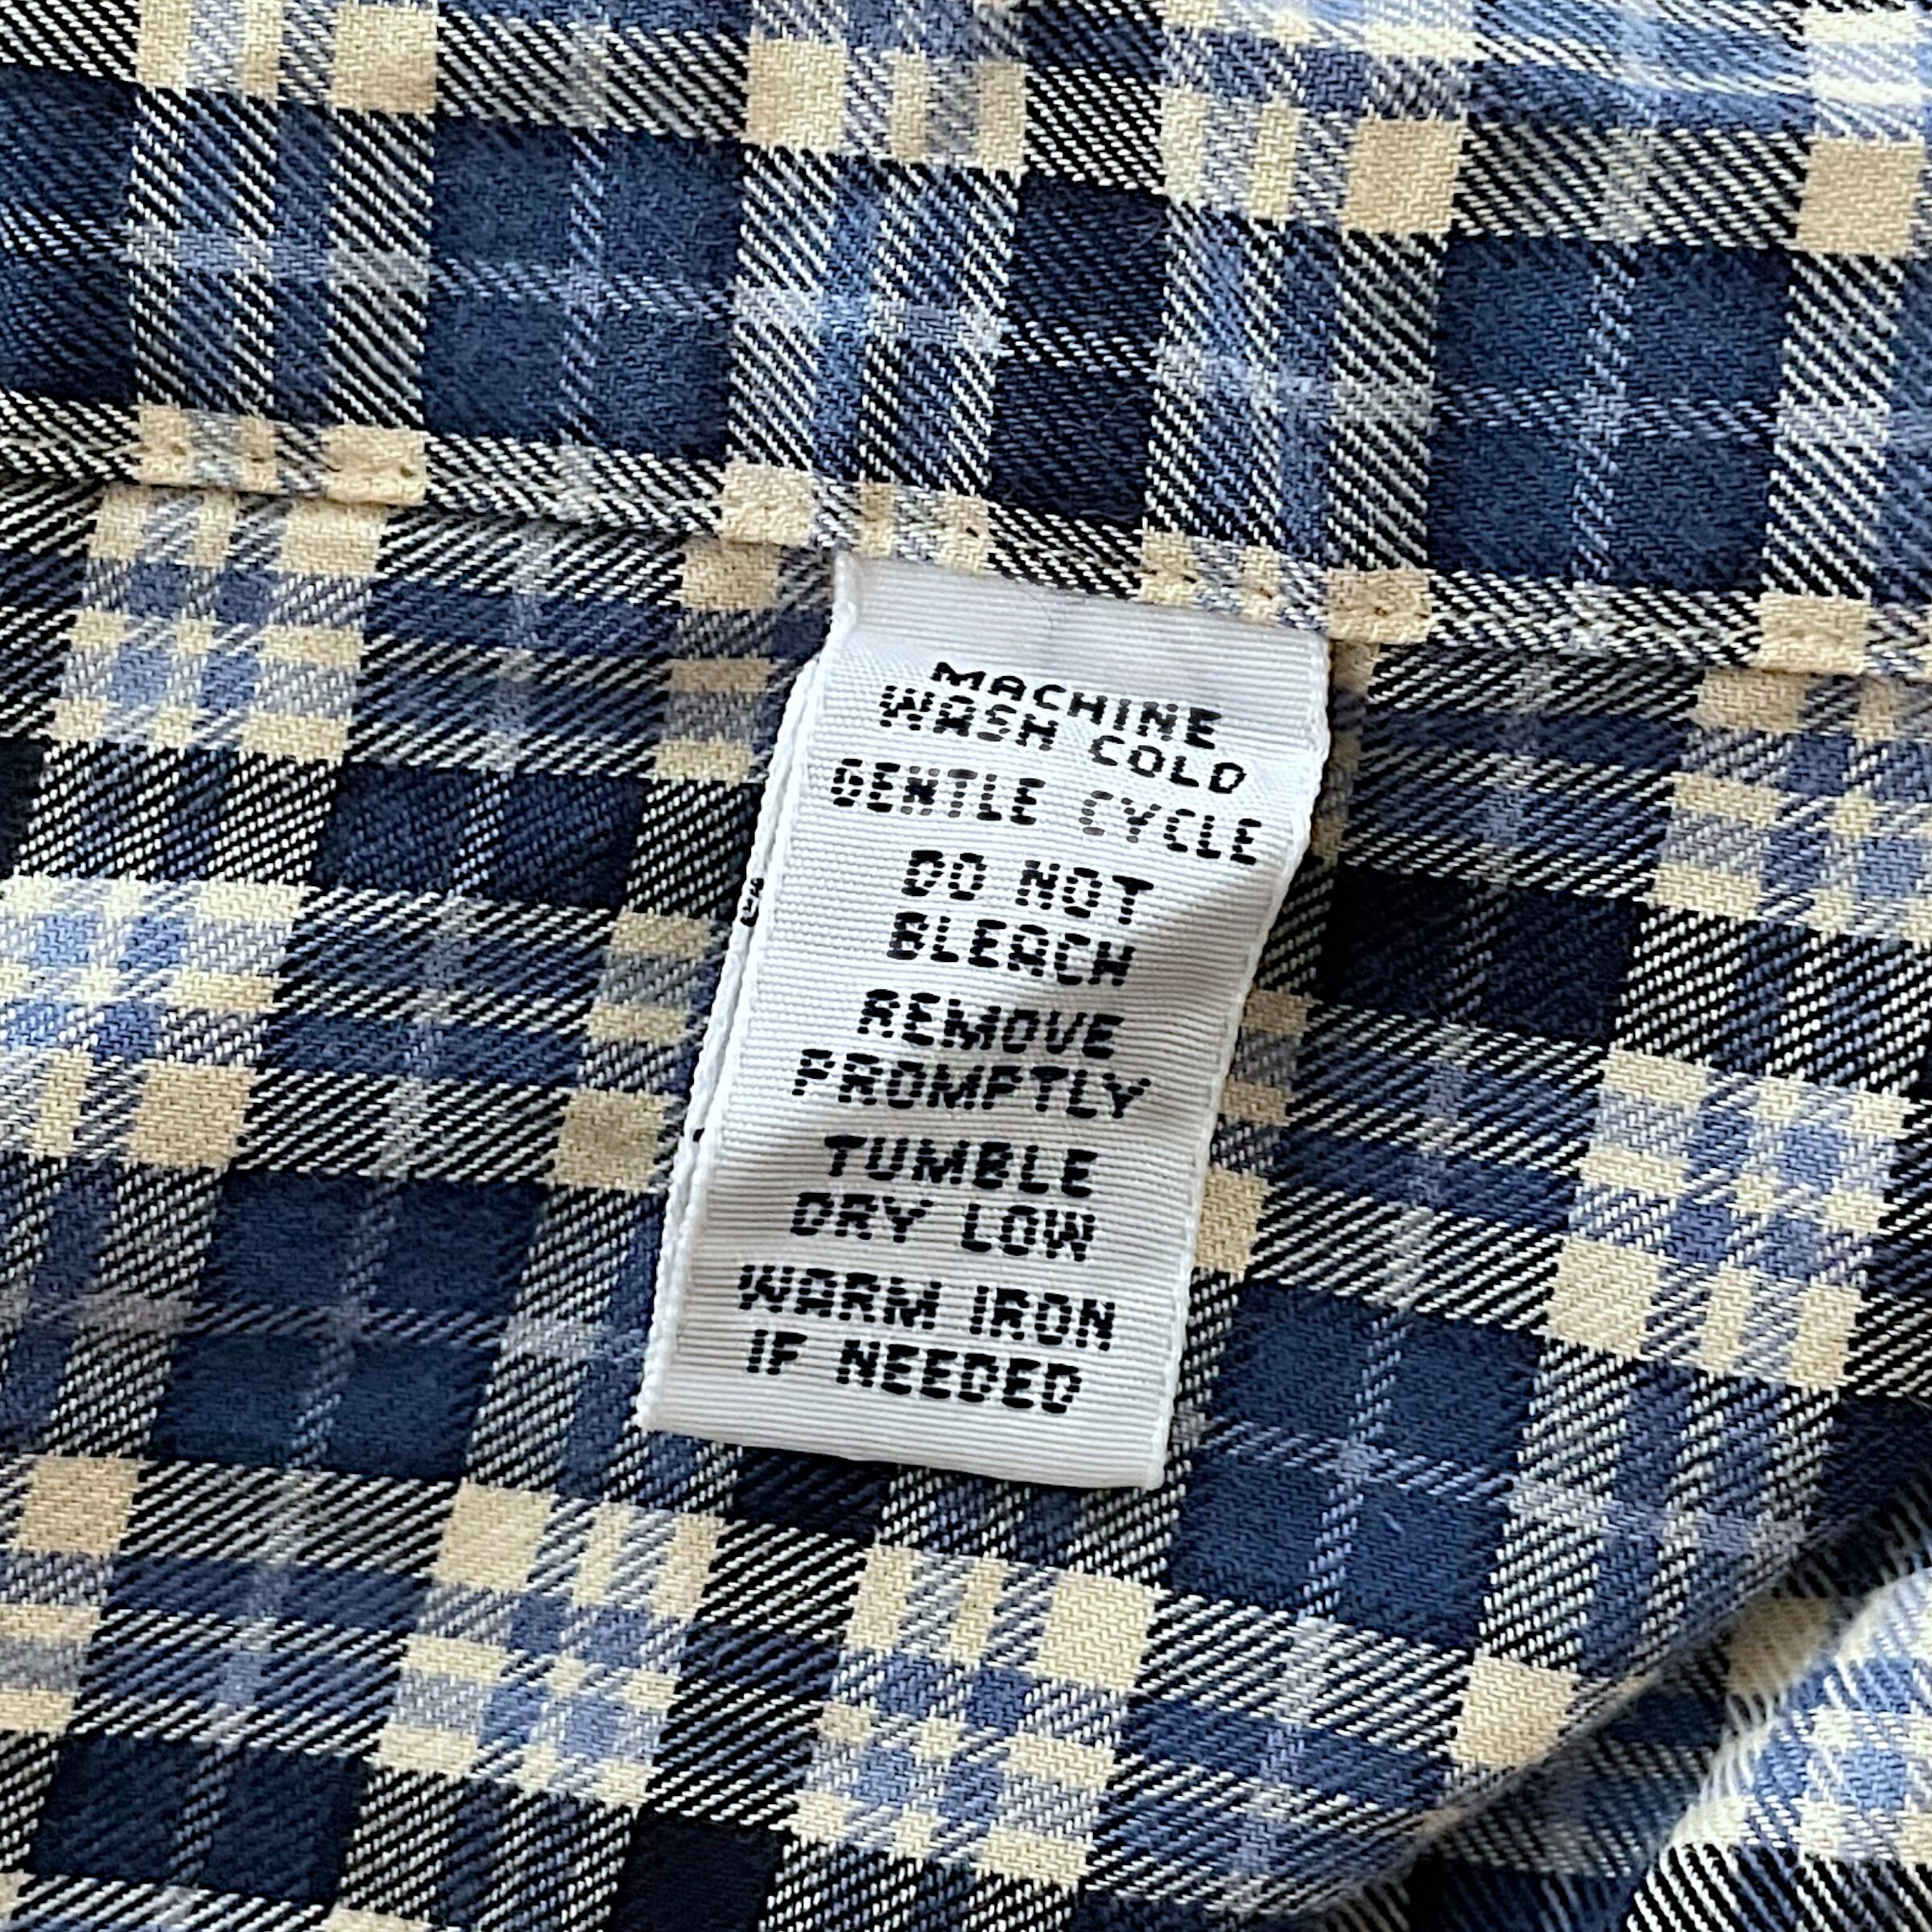 MACHINE
WASH COLD
GENTLE CYCLE
DO NOT
BLEACH
REMOVE
PROMPTLY
TUMBLE
DRY LOW
WARM IRON
IF NEEDED